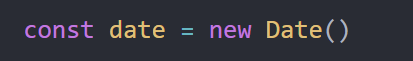 const date = new Date()